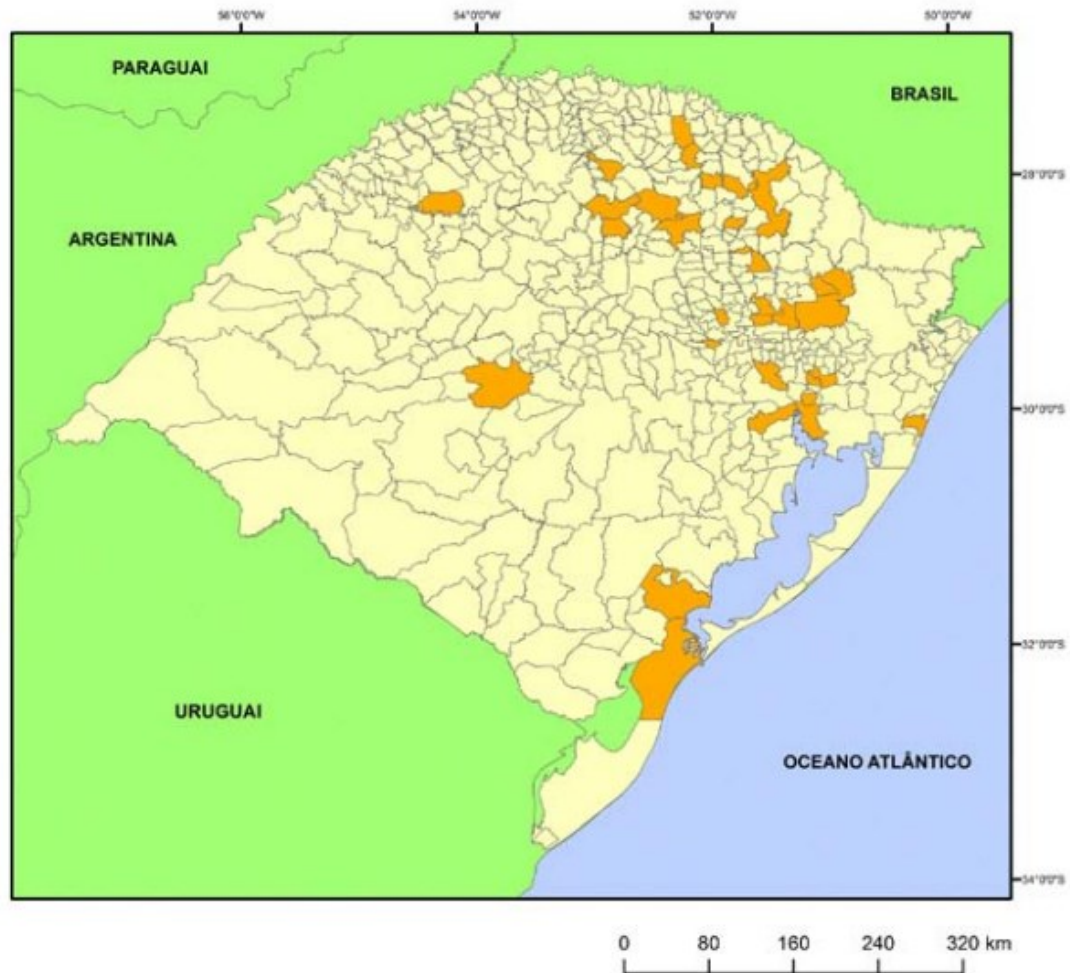 56°0'0"W 54°0'0"W 52°0'0"W 50°0'0"W
PARAGUAI
BRASIL
28°0'0"S
ARGENTINA
30°0'0"S
32°0'0"S
URUGUAI
OCEANO ATLÂNTICO
34°0'0"S
0 80 160 240 320 km